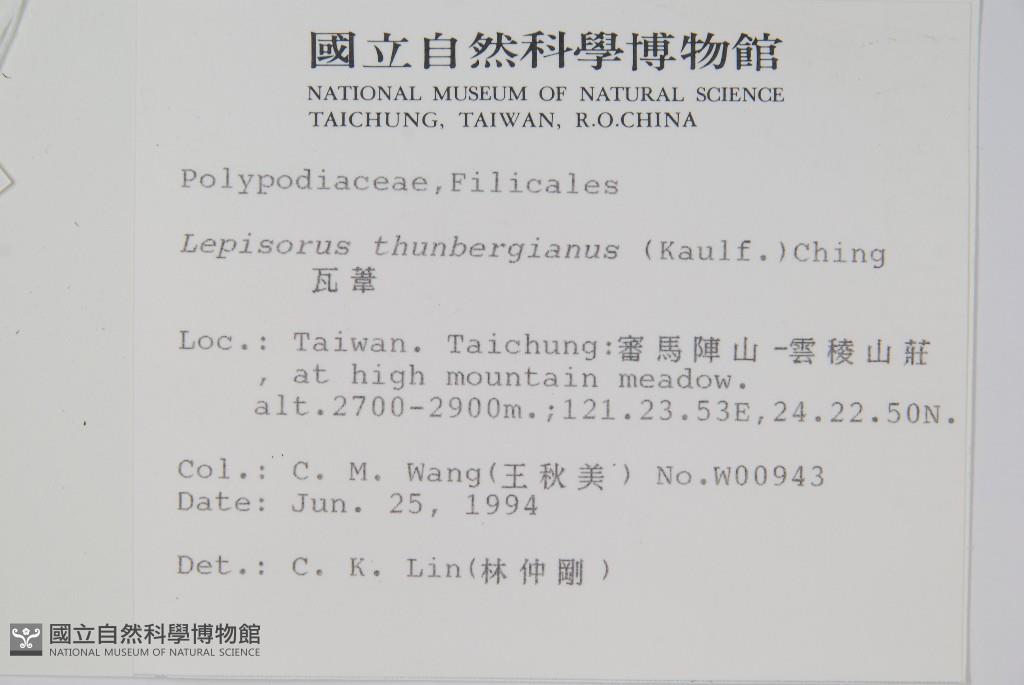 國立自然科學博物館
NATIONAL MUSEUM OF NATURAL SCIENCE
TAICHUNG, TAIWAN, R.O.CHINA
Polypodiaceae,Filicales
Lepisorus thunbergianus (Kaulf.)Ching
瓦葦
Loc.: Taiwan. Taichung:審馬陣山-雲稜山莊
, at high mountain meadow.
alt.2700-2900m.;121.23.53E,24.22.50N.
Col.: C. M. Wang(王秋美) No.W00943
Date: Jun. 25, 1994
Det.: C. K. Lin(林仲剛)
國立自然科學博物館
NATIONAL MUSEUM OF NATURAL SCIENCE